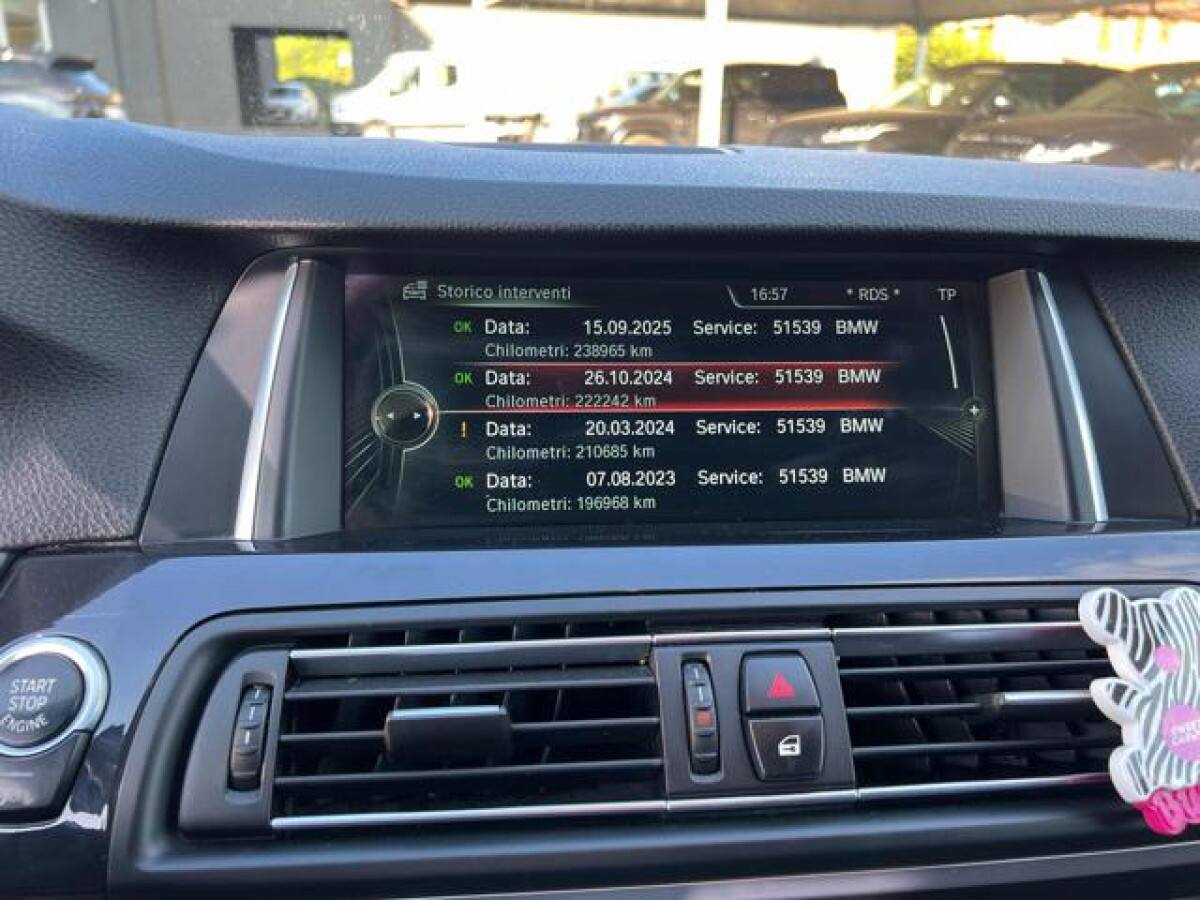 Storico interventi 16:57 * RDS * TP
OK Data: 15.09.2025 Service: 51539 BMW
Chilometri: 238965 km
OK Data: 26.10.2024 Service: 51539 BMW
Chilometri: 222242 km
! Data: 20.03.2024 Service: 51539 BMW
Chilometri: 210685 km
OK Data: 07.08.2023 Service: 51539 BMW
Chilometri: 196968 km
START
STOP
ENGINE